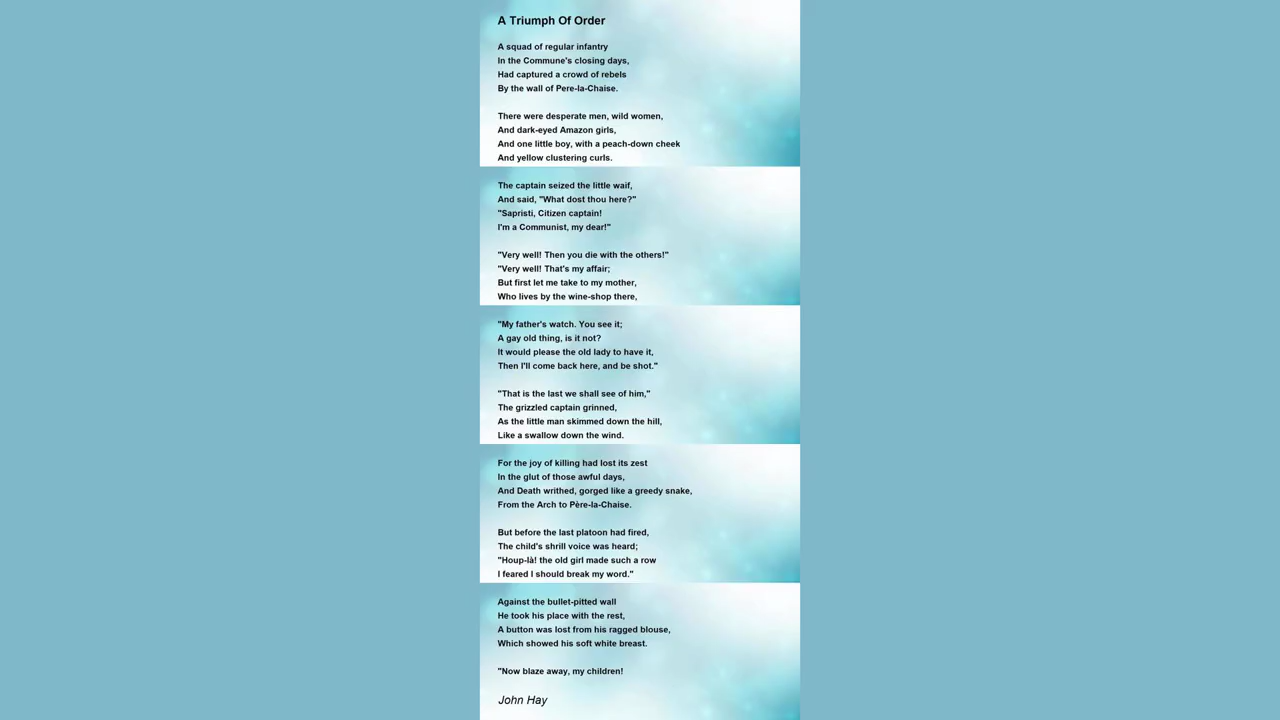 A Triumph Of Order
A squad of regular infantry
In the Commune's closing days,
Had captured a crowd of rebels
By the wall of Pere-la-Chaise.
There were desperate men, wild women,
And dark-eyed Amazon girls,
And one little boy, with a peach-down cheek
And yellow clustering curls.
The captain seized the little waif,
And said, "What dost thou here?"
"Sapristi, Citizen captain!
I'm a Communist, my dear!"
"Very well! Then you die with the others!"
"Very well! That's my affair;
But first let me take to my mother,
Who lives by the wine-shop there,
"My father's watch. You see it;
A gay old thing, is it not?
It would please the old lady to have it,
Then I'll come back here, and be shot."
"That is the last we shall see of him,"
The grizzled captain grinned,
As the little man skimmed down the hill,
Like a swallow down the wind.
For the joy of killing had lost its zest
In the glut of those awful days,
And Death writhed, gorged like a greedy snake,
From the Arch to Père-la-Chaise.
But before the last platoon had fired,
The child's shrill voice was heard;
"Houp-là! the old girl made such a row
I feared I should break my word."
Against the bullet-pitted wall
He took his place with the rest,
A button was lost from his ragged blouse,
Which showed his soft white breast.
"Now blaze away, my children!
John Hay